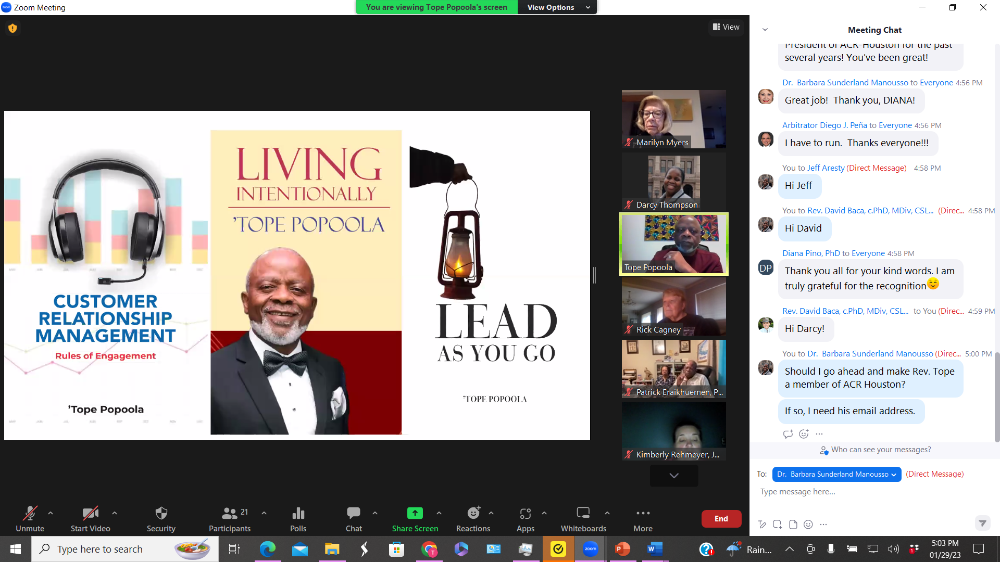 Zoom Meeting
You are viewing Tope Popoola's screen
View Options
View
CUSTOMER
RELATIONSHIP
MANAGEMENT
Rules of Engagement
’Tope Popoola
LIVING
INTENTIONALLY
’TOPE POPOOLA
LEAD
AS YOU GO
’TOPE POPOOLA
Marilyn Myers
Darcy Thompson
Tope Popoola
Rick Cagney
Patrick Eraikhuemen, P...
Kimberly Rehmeyer, J...
Meeting Chat
President of ACR-Houston for the past
several years! You've been great!
Dr. Barbara Sunderland Manousso to Everyone 4:56 PM
Great job! Thank you, DIANA!
Arbitrator Diego J. Peña to Everyone 4:56 PM
I have to run. Thanks everyone!!!
You to Jeff Aresty (Direct Message) 4:58 PM
Hi Jeff
You to Rev. David Baca, c.PhD, MDiv, CSL... (Direc... 4:58 PM
Hi David
Diana Pino, PhD to Everyone 4:58 PM
DP
Thank you all for your kind words. I am
truly grateful for the recognition😊
Rev. David Baca, c.PhD, MDiv, CSL... to You (Direc... 4:59 PM
Hi Darcy!
You to Dr. Barbara Sunderland Manousso (Direc... 5:00 PM
Should I go ahead and make Rev. Tope
a member of ACR Houston?
If so, I need his email address.
Who can see your messages?
To: Dr. Barbara Sunderland Manousso (Direct Message)
Type message here...
Unmute
Start Video
Security
21
Participants
Polls
Chat
Share Screen
Reactions
Apps
Whiteboards
More
End
Type here to search
zoom
Rain...
5:03 PM
01/29/23